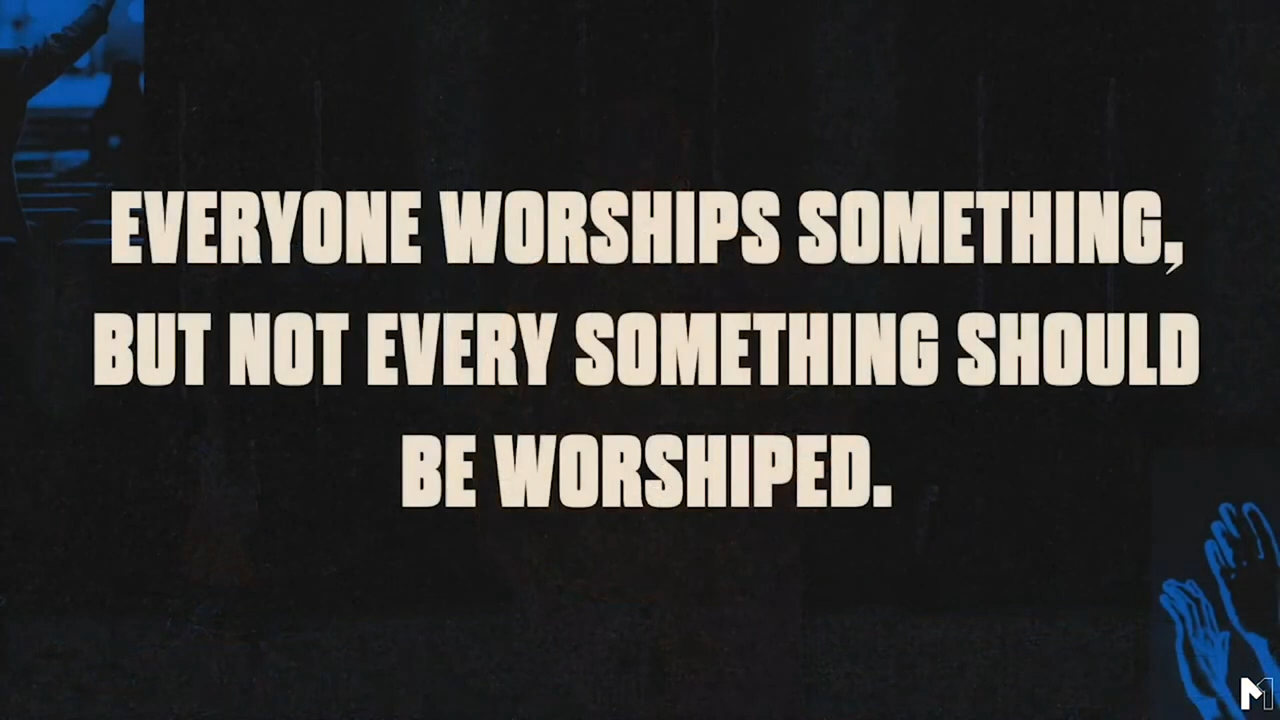 EVERYONE WORSHIPS SOMETHING,
BUT NOT EVERY SOMETHING SHOULD
BE WORSHIPED.